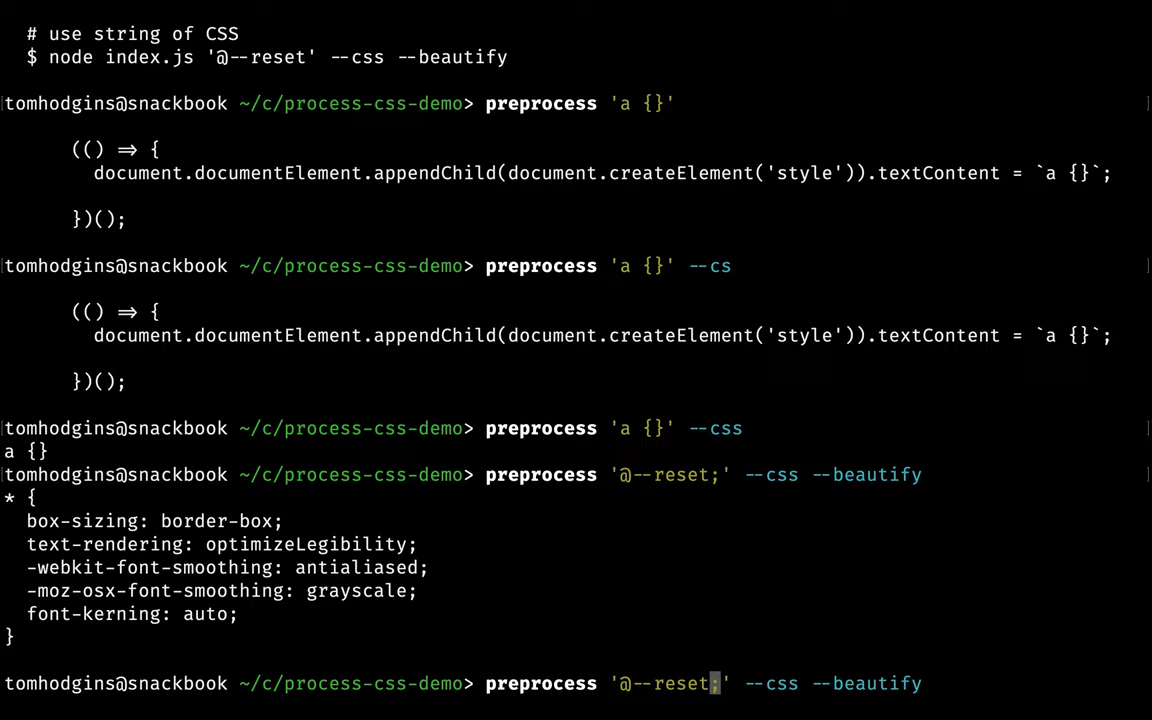 # use string of CSS
$ node index.js '@--reset' --css --beautify
tomhodgins@snackbook ~/c/process-css-demo> preprocess 'a {}'
(() => {
document.documentElement.appendChild(document.createElement('style')).textContent = `a {}`;
})();
tomhodgins@snackbook ~/c/process-css-demo> preprocess 'a {}' --cs
(() => {
document.documentElement.appendChild(document.createElement('style')).textContent = `a {}`;
})();
tomhodgins@snackbook ~/c/process-css-demo> preprocess 'a {}' --css
a {}
tomhodgins@snackbook ~/c/process-css-demo> preprocess '@--reset;' --css --beautify
* {
box-sizing: border-box;
text-rendering: optimizeLegibility;
-webkit-font-smoothing: antialiased;
-moz-osx-font-smoothing: grayscale;
font-kerning: auto;
}
tomhodgins@snackbook ~/c/process-css-demo> preprocess '@--reset;' --css --beautify